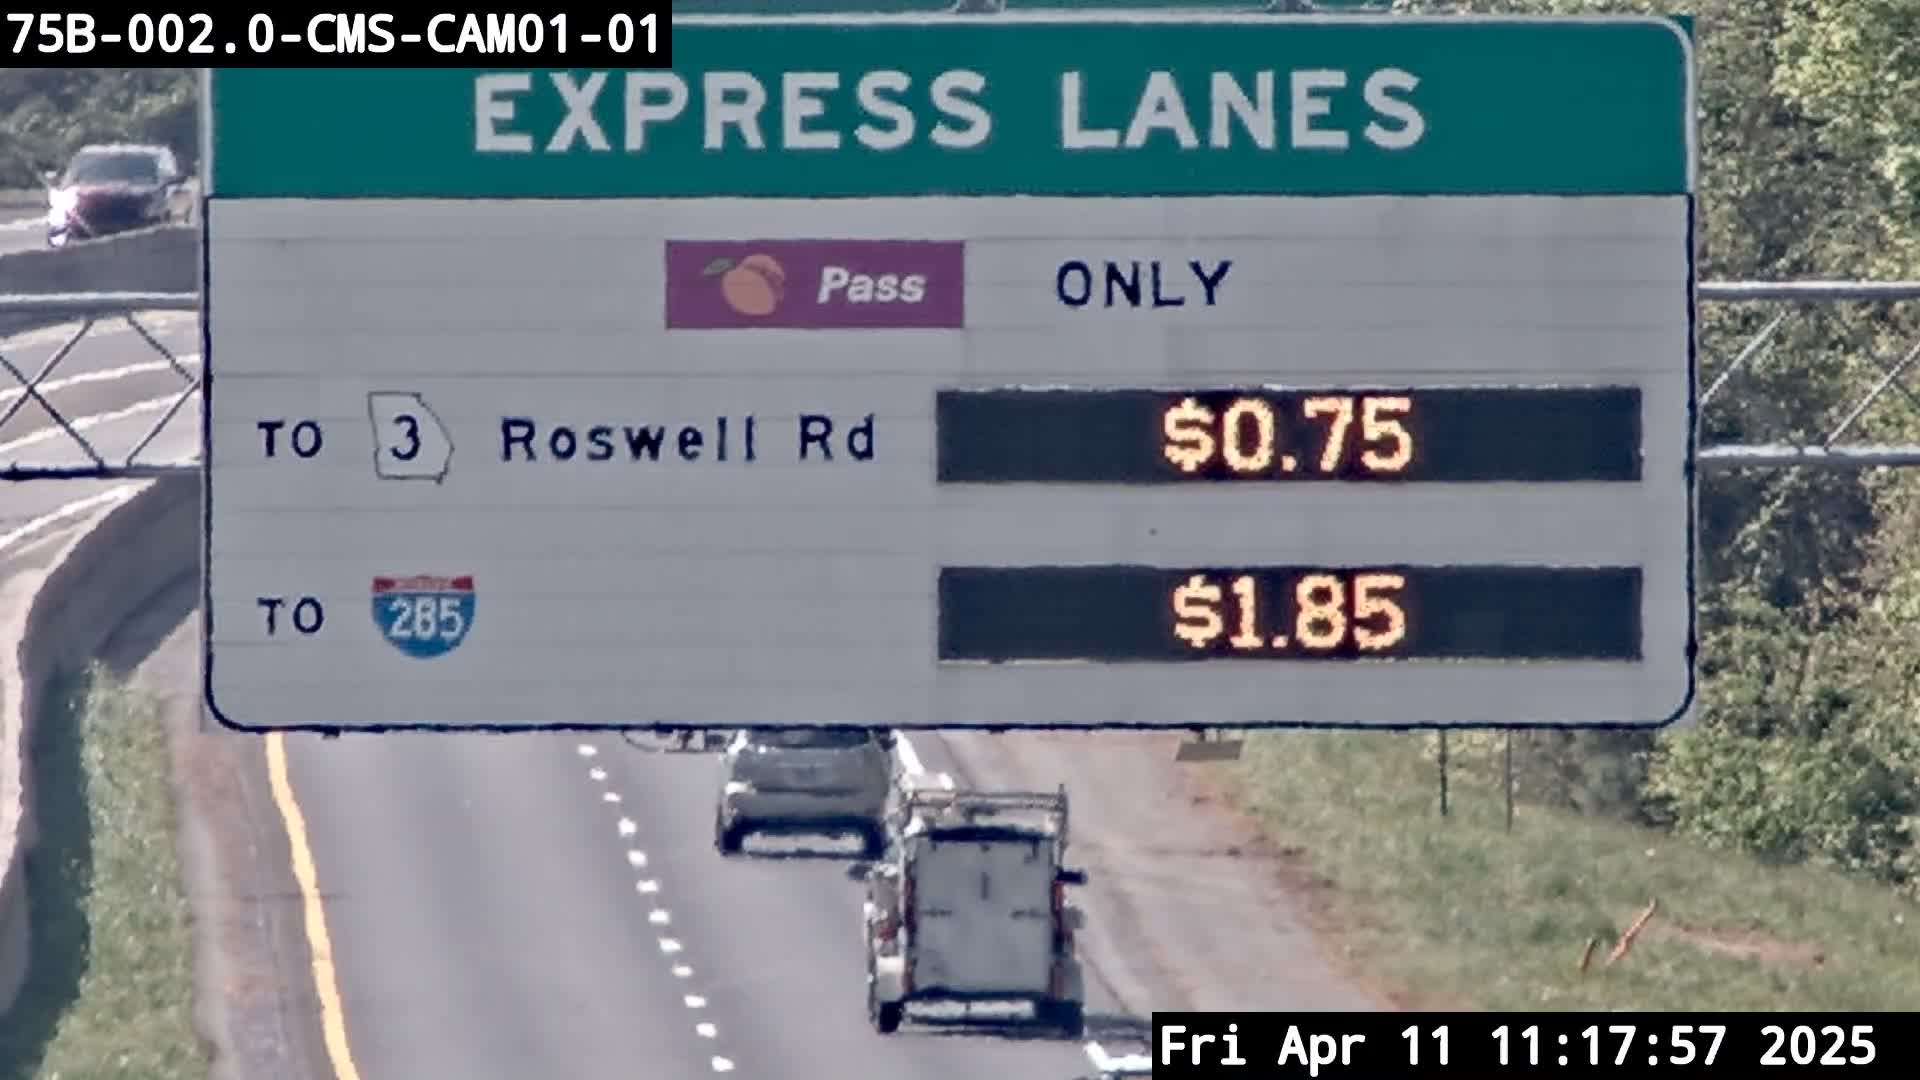 75B-002.0-CMS-CAM01-01
EXPRESS LANES
Pass ONLY
TO 3 Roswell Rd $0.75
TO 285 $1.85
Fri Apr 11 11:17:57 2025